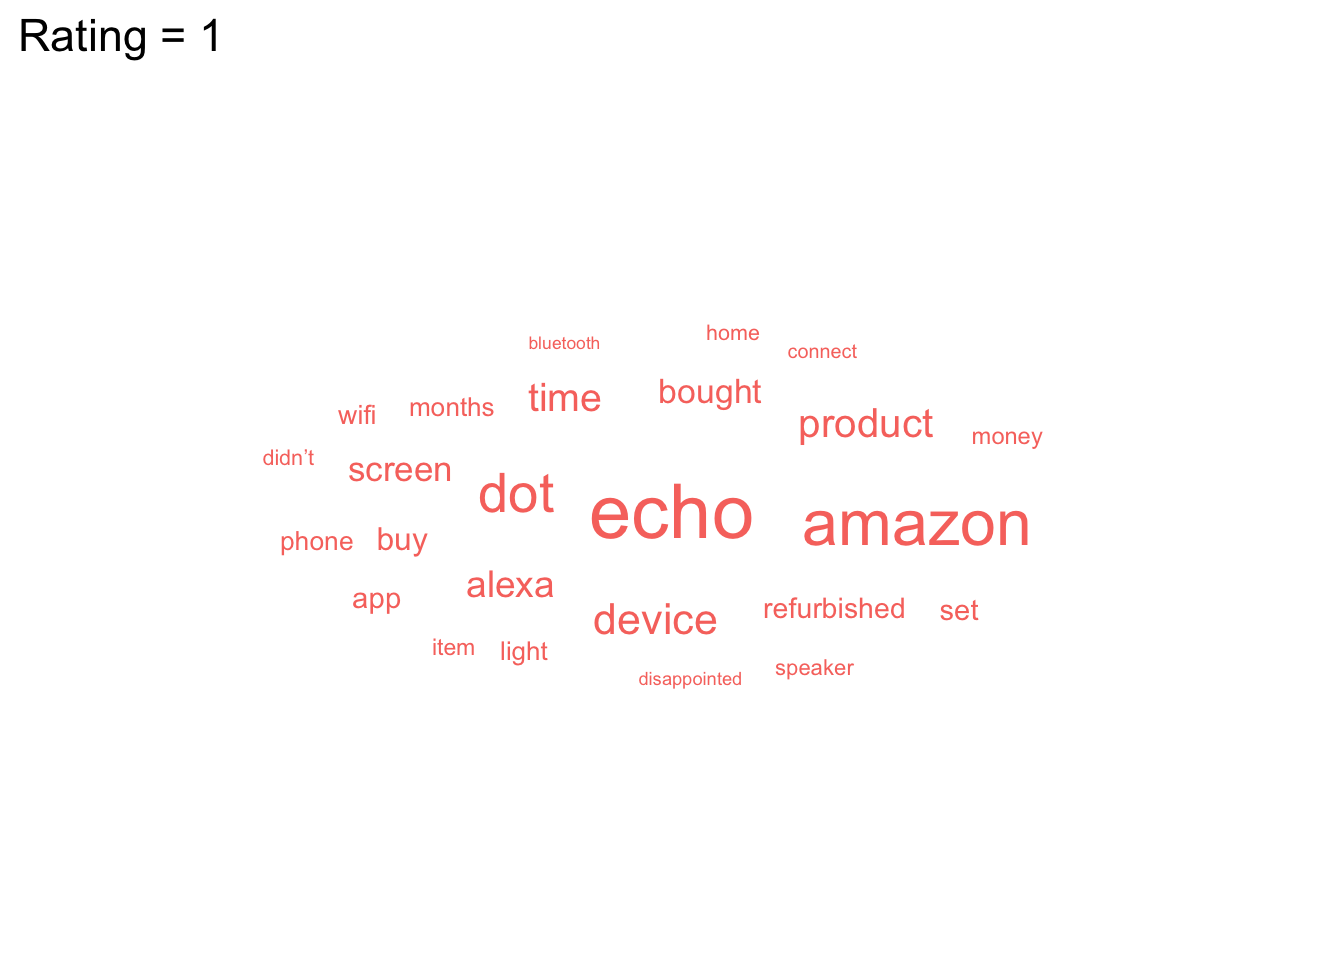 Rating = 1
bluetooth
home
connect
time
bought
wifi
months
product
money
didn’t
screen
dot
echo
amazon
phone
buy
alexa
app
device
refurbished
set
item
light
disappointed
speaker